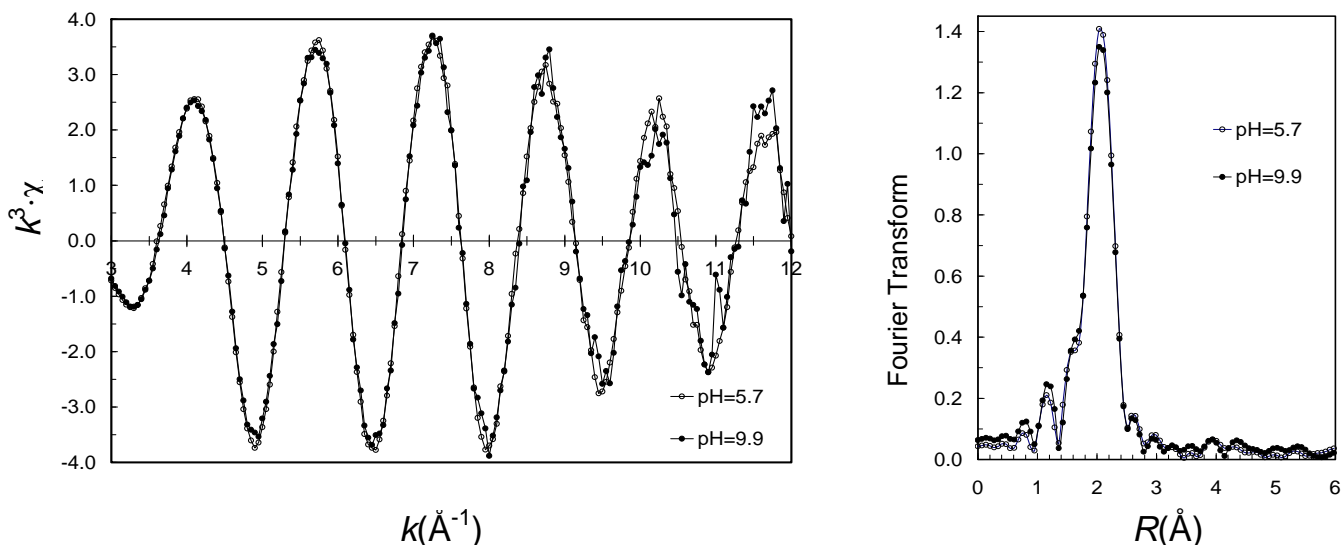 4.0
3.0
2.0
1.0
0.0
-1.0
-2.0
-3.0
-4.0
3 4 5 6 7 8 9 10 11 12
k³·χ
k(Å⁻¹)
pH=5.7
pH=9.9
1.4
1.2
1.0
0.8
0.6
0.4
0.2
0.0
0 1 2 3 4 5 6
Fourier Transform
R(Å)
pH=5.7
pH=9.9